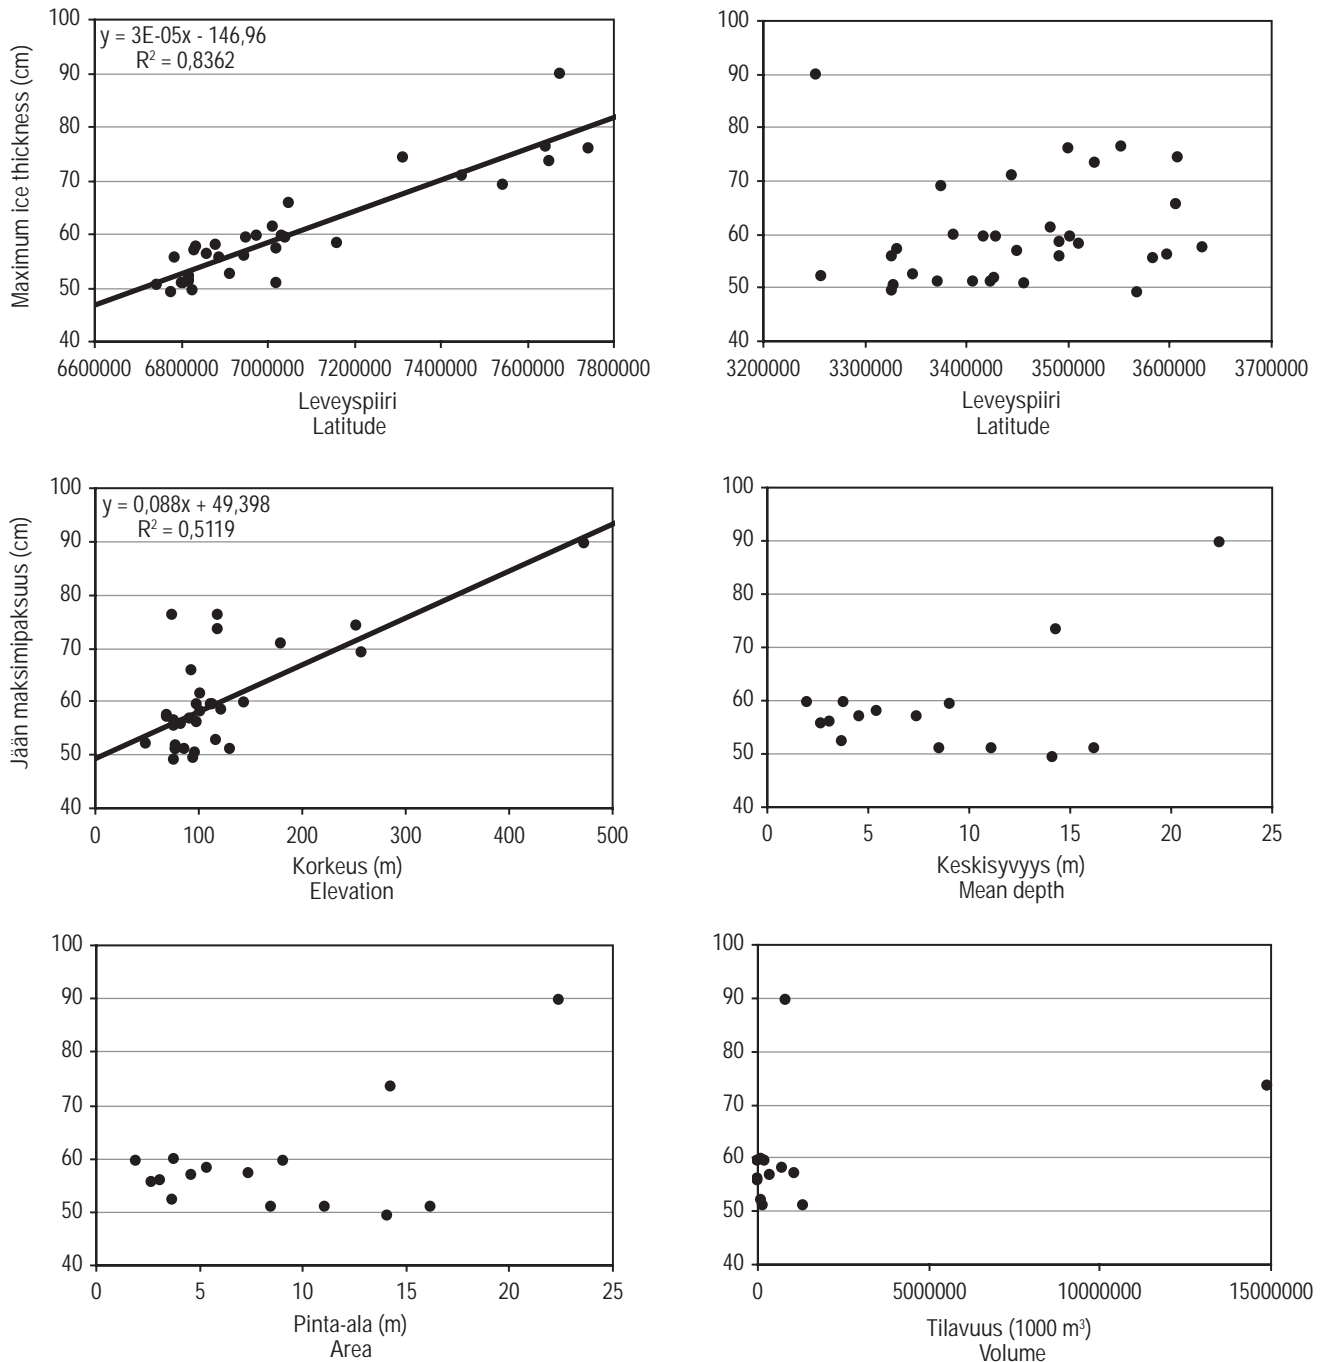 Maximum ice thickness (cm)
100
90
80
70
60
50
40
y = 3E-05x - 146,96
R² = 0,8362
6600000 6800000 7000000 7200000 7400000 7600000 7800000
Leveyspiiri
Latitude
100
90
80
70
60
50
40
3200000 3300000 3400000 3500000 3600000 3700000
Leveyspiiri
Latitude
Jään maksimipaksuus (cm)
100
90
80
70
60
50
40
y = 0,088x + 49,398
R² = 0,5119
0 100 200 300 400 500
Korkeus (m)
Elevation
100
90
80
70
60
50
40
0 5 10 15 20 25
Keskisyvyys (m)
Mean depth
100
90
80
70
60
50
40
0 5 10 15 20 25
Pinta-ala (m)
Area
100
90
80
70
60
50
40
0 5000000 10000000 15000000
Tilavuus (1000 m³)
Volume